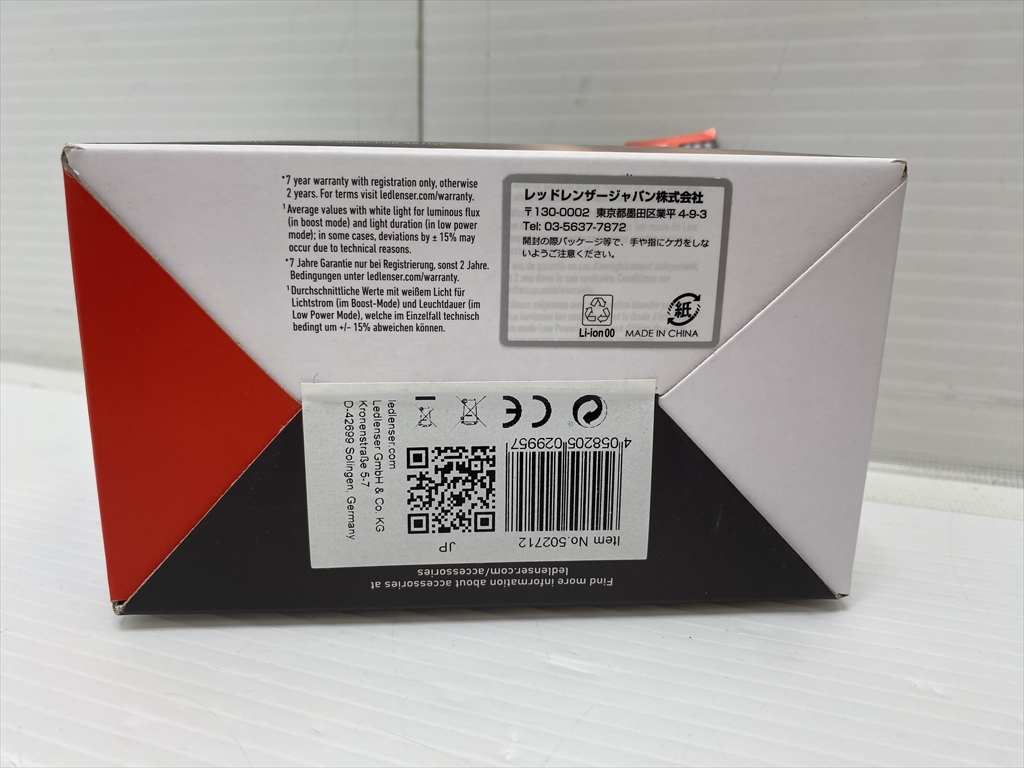 *7 year warranty with registration only, otherwise
2 years. For terms visit ledlenser.com/warranty.
¹Average values with white light for luminous flux
(in boost mode) and light duration (in low power
mode); in some cases, deviations by ± 15% may
occur due to technical reasons.
*7 Jahre Garantie nur bei Registrierung, sonst 2 Jahre.
Bedingungen unter ledlenser.com/warranty.
¹Durchschnittliche Werte mit weißem Licht für
Lichtstrom (im Boost-Mode) und Leuchtdauer (im
Low Power Mode), welche im Einzelfall technisch
bedingt um +/- 15% abweichen können.
レッドレンザージャパン株式会社
〒130-0002 東京都墨田区業平 4-9-3
Tel: 03-5637-7872
開封の際パッケージ等で、手や指にケガをしな
いようご注意ください。
Li-ion 00
紙
MADE IN CHINA
ledlenser.com
Ledlenser GmbH & Co. KG
Kronenstraße 5-7
D-42699 Solingen, Germany
CE
JP
4 058205 029957
Item No.502712
Find more information about accessories at
ledlenser.com/accessories